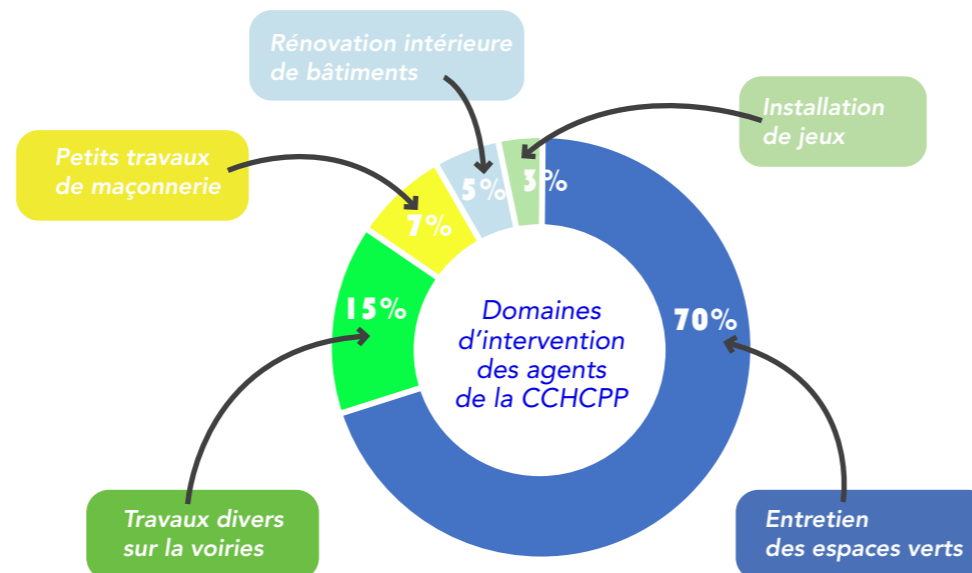 Rénovation intérieure
de bâtiments
Installation
de jeux
Petits travaux
de maçonnerie
5%
3%
7%
15%
70%
Domaines
d'intervention
des agents
de la CCHCPP
Travaux divers
sur la voiries
Entretien
des espaces verts